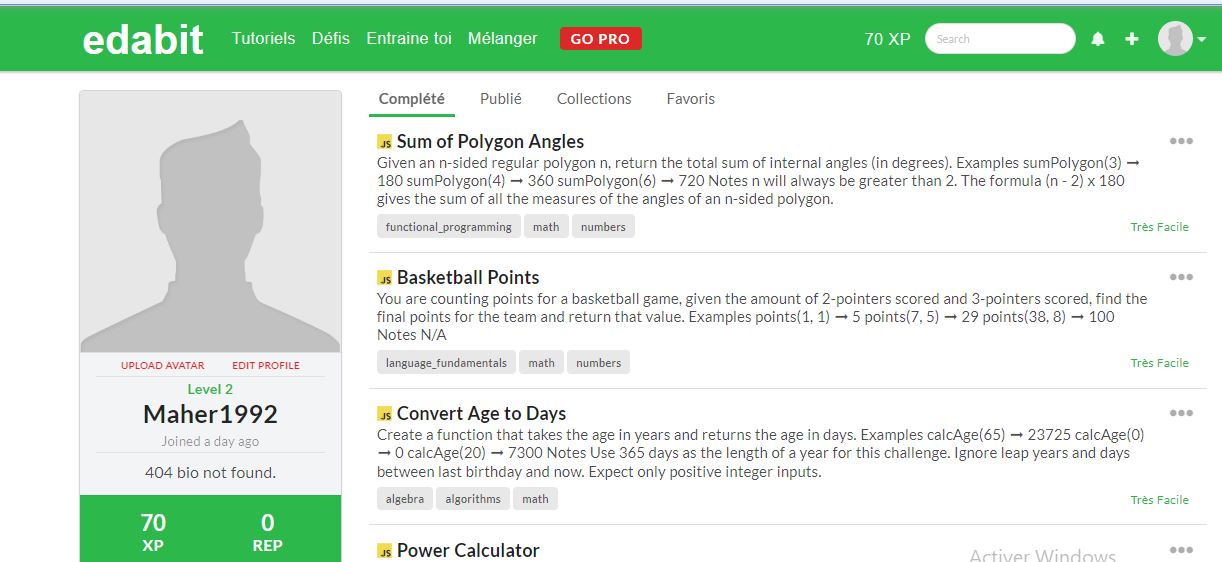 edabit Tutoriels Défis Entraine toi Mélanger GO PRO 70 XP Search
Complété Publié Collections Favoris
JS Sum of Polygon Angles
Given an n-sided regular polygon n, return the total sum of internal angles (in degrees). Examples sumPolygon(3) →
180 sumPolygon(4) → 360 sumPolygon(6) → 720 Notes n will always be greater than 2. The formula (n - 2) x 180
gives the sum of all the measures of the angles of an n-sided polygon.
functional_programming math numbers
Très Facile
JS Basketball Points
You are counting points for a basketball game, given the amount of 2-pointers scored and 3-pointers scored, find the
final points for the team and return that value. Examples points(1, 1) → 5 points(7, 5) → 29 points(38, 8) → 100
Notes N/A
language_fundamentals math numbers
Très Facile
JS Convert Age to Days
Create a function that takes the age in years and returns the age in days. Examples calcAge(65) → 23725 calcAge(0)
→ 0 calcAge(20) → 7300 Notes Use 365 days as the length of a year for this challenge. Ignore leap years and days
between last birthday and now. Expect only positive integer inputs.
algebra algorithms math
Très Facile
JS Power Calculator
UPLOAD AVATAR EDIT PROFILE
Level 2
Maher1992
Joined a day ago
404 bio not found.
70 0
XP REP
Activer Windows